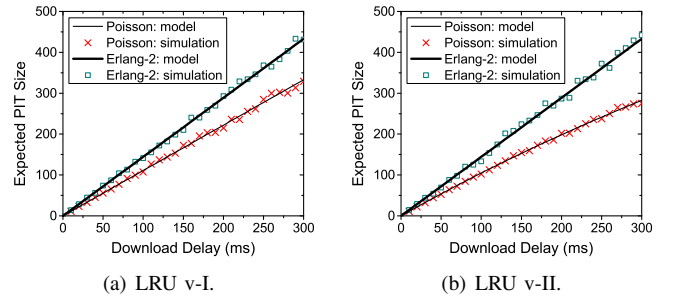 500
400
300
200
100
0
Expected PIT Size
Poisson: model
Poisson: simulation
Erlang-2: model
Erlang-2: simulation
0 50 100 150 200 250 300
Download Delay (ms)
(a) LRU v-I.
500
400
300
200
100
0
Expected PIT Size
Poisson: model
Poisson: simulation
Erlang-2: model
Erlang-2: simulation
0 50 100 150 200 250 300
Download Delay (ms)
(b) LRU v-II.